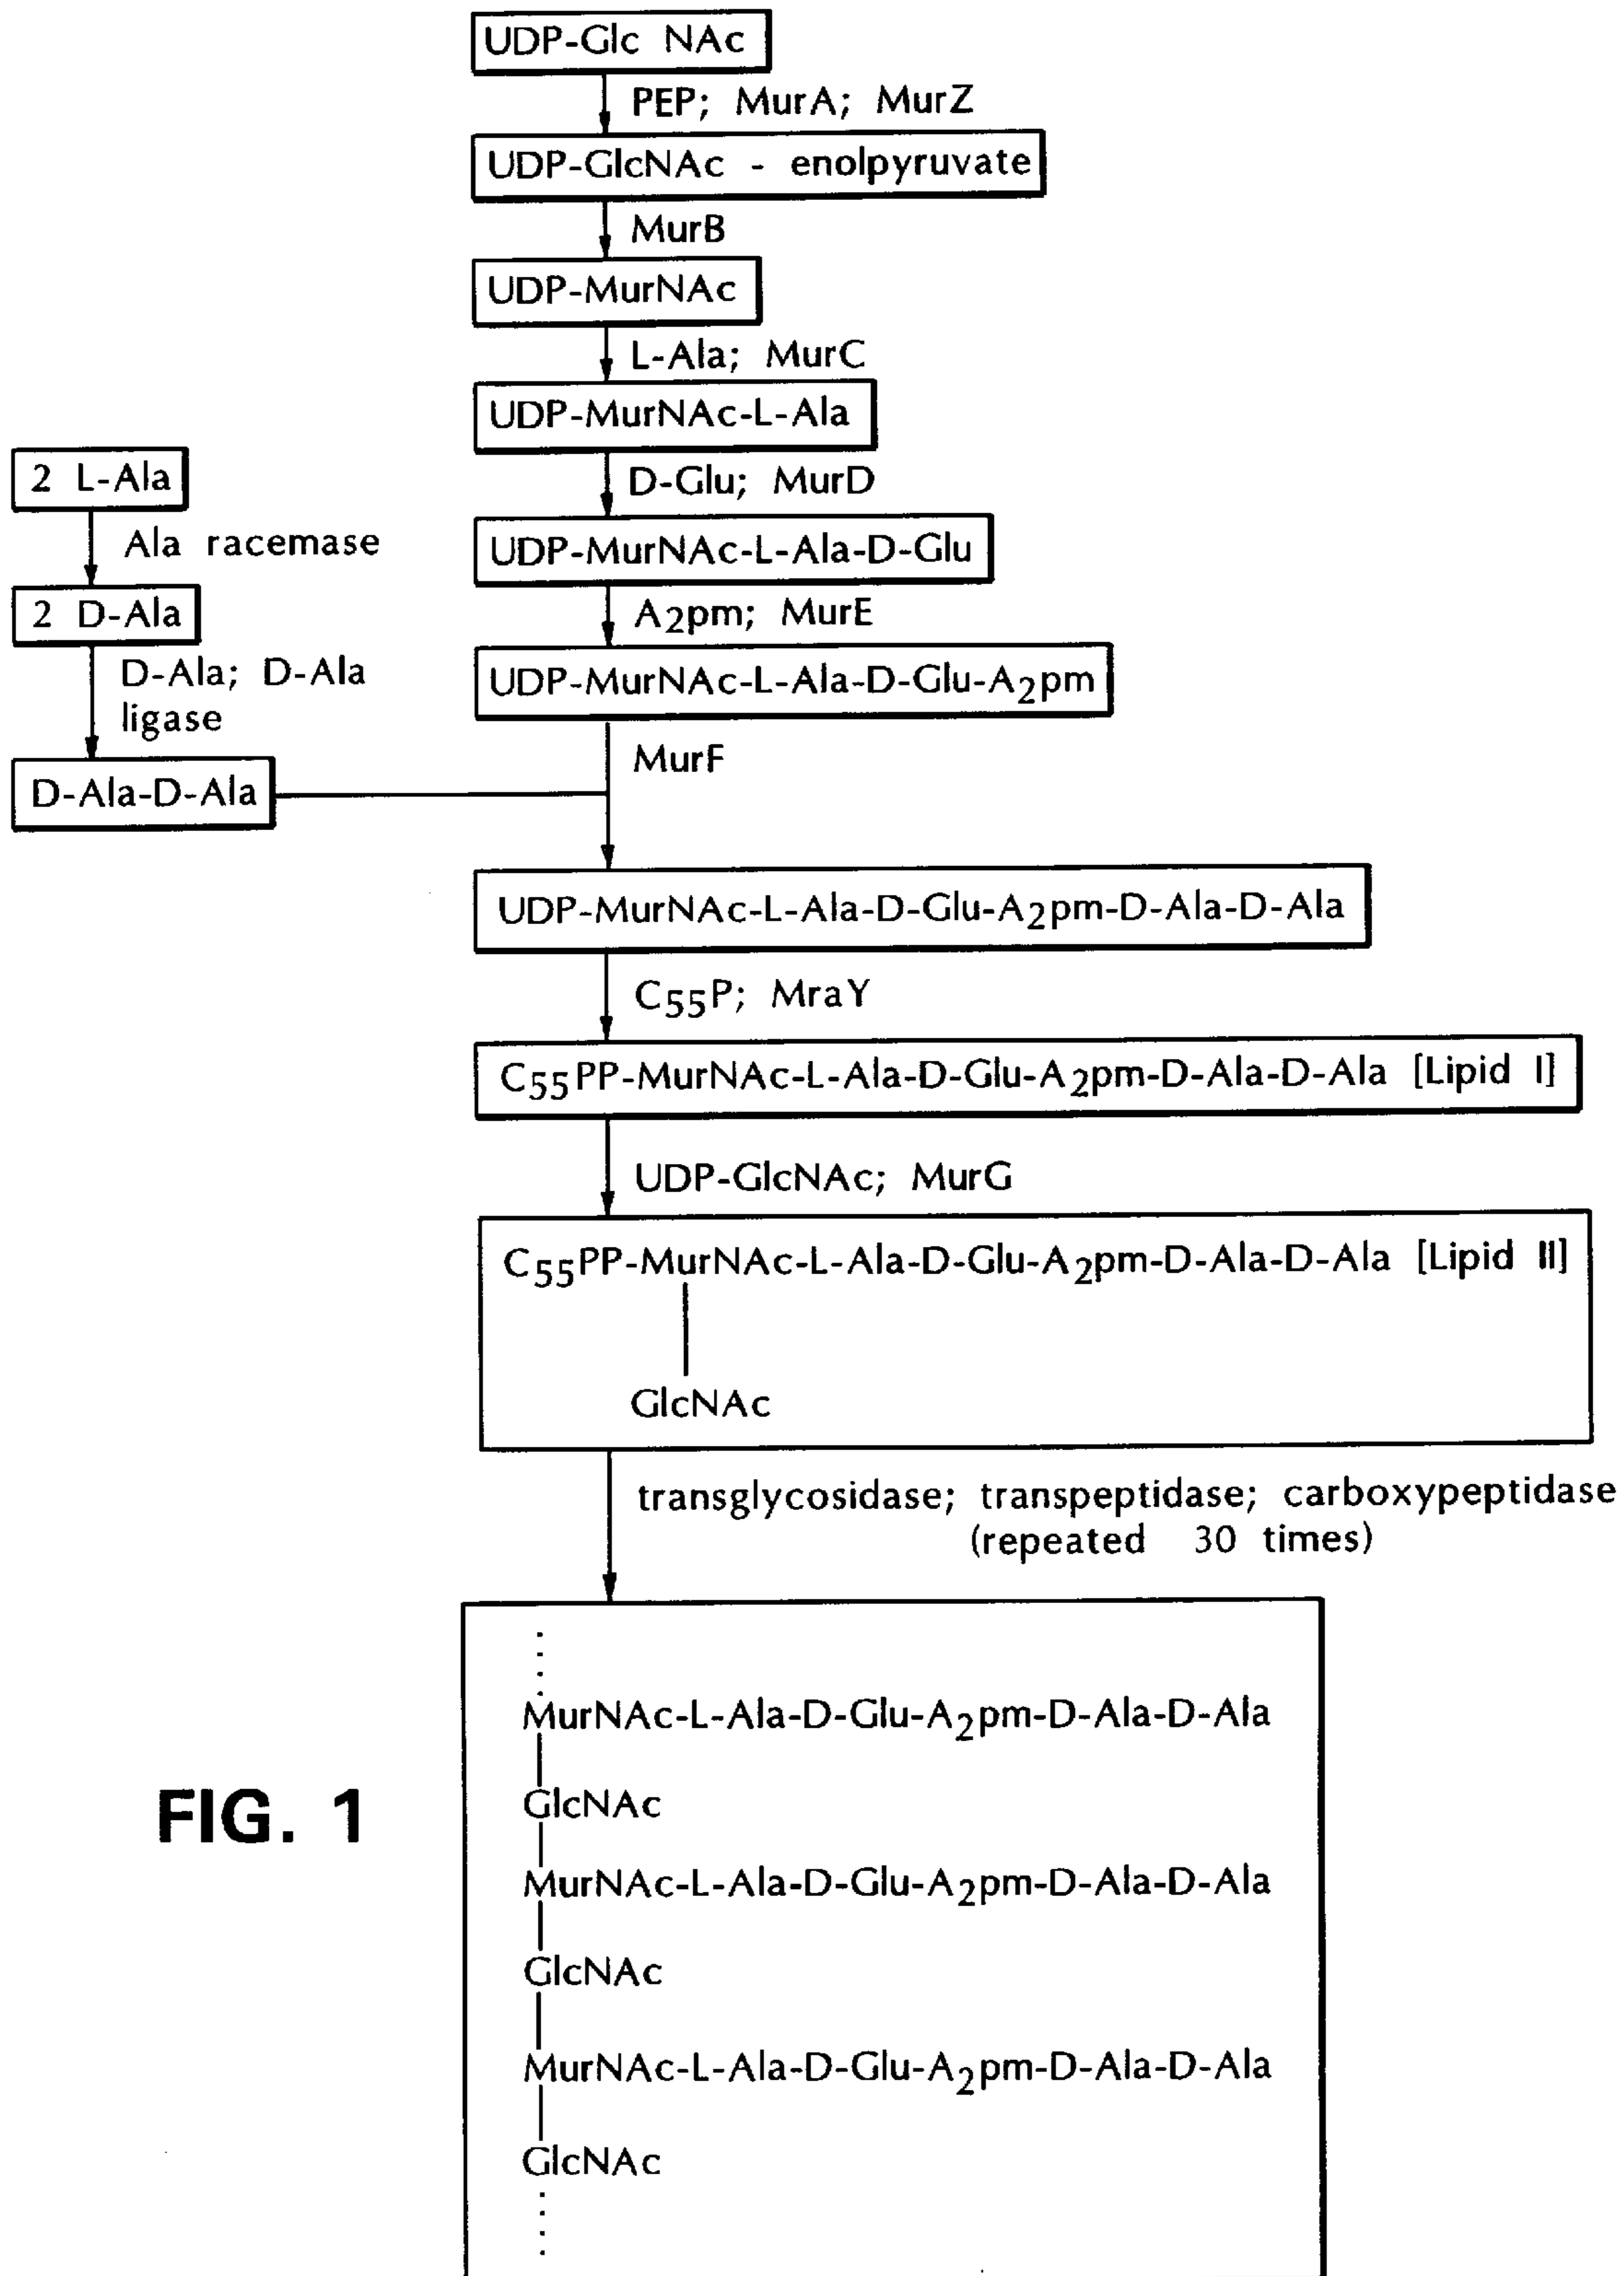 UDP-Glc NAc
PEP; MurA; MurZ
UDP-GlcNAc - enolpyruvate
MurB
UDP-MurNAc
L-Ala; MurC
UDP-MurNAc-L-Ala
D-Glu; MurD
UDP-MurNAc-L-Ala-D-Glu
A2pm; MurE
UDP-MurNAc-L-Ala-D-Glu-A2pm
MurF
2 L-Ala
Ala racemase
2 D-Ala
D-Ala; D-Ala
ligase
D-Ala-D-Ala
UDP-MurNAc-L-Ala-D-Glu-A2pm-D-Ala-D-Ala
C55P; MraY
C55PP-MurNAc-L-Ala-D-Glu-A2pm-D-Ala-D-Ala [Lipid I]
UDP-GlcNAc; MurG
C55PP-MurNAc-L-Ala-D-Glu-A2pm-D-Ala-D-Ala [Lipid II]
GlcNAc
transglycosidase; transpeptidase; carboxypeptidase
(repeated 30 times)
MurNAc-L-Ala-D-Glu-A2pm-D-Ala-D-Ala
GlcNAc
MurNAc-L-Ala-D-Glu-A2pm-D-Ala-D-Ala
GlcNAc
MurNAc-L-Ala-D-Glu-A2pm-D-Ala-D-Ala
GlcNAc
FIG. 1